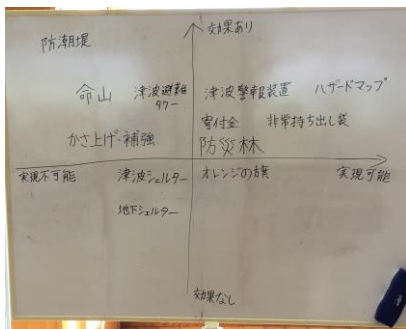 効果あり
防潮堤
命山 津波避難タワー 津波警報装置 ハザードマップ
寄付金 非常持ち出し袋
かさ上げ・補強 防災林
実現不可能 津波シェルター オレンジの旗 実現可能
地下シェルター
効果なし